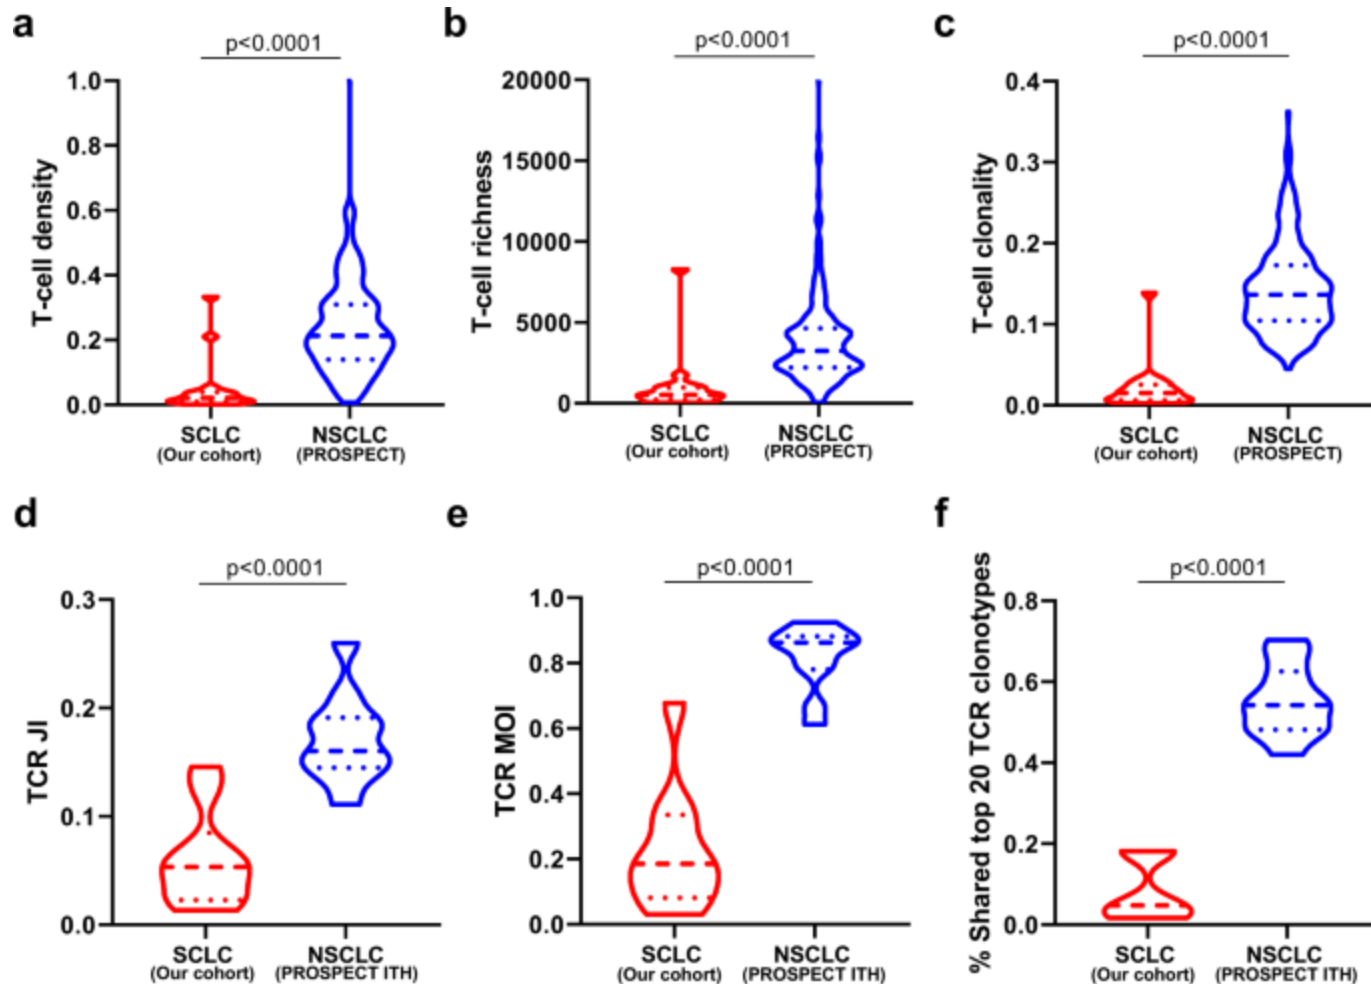 a
p<0.0001
T-cell density
1.0
0.8
0.6
0.4
0.2
0.0
SCLC
(Our cohort)
NSCLC
(PROSPECT)
b
p<0.0001
T-cell richness
20000
15000
10000
5000
0
SCLC
(Our cohort)
NSCLC
(PROSPECT)
c
p<0.0001
T-cell clonality
0.4
0.3
0.2
0.1
0.0
SCLC
(Our cohort)
NSCLC
(PROSPECT)
d
p<0.0001
TCR JI
0.3
0.2
0.1
0.0
SCLC
(Our cohort)
NSCLC
(PROSPECT ITH)
e
p<0.0001
TCR MOI
1.0
0.8
0.6
0.4
0.2
0.0
SCLC
(Our cohort)
NSCLC
(PROSPECT ITH)
f
p<0.0001
% Shared top 20 TCR clonotypes
0.8
0.6
0.4
0.2
0.0
SCLC
(Our cohort)
NSCLC
(PROSPECT ITH)